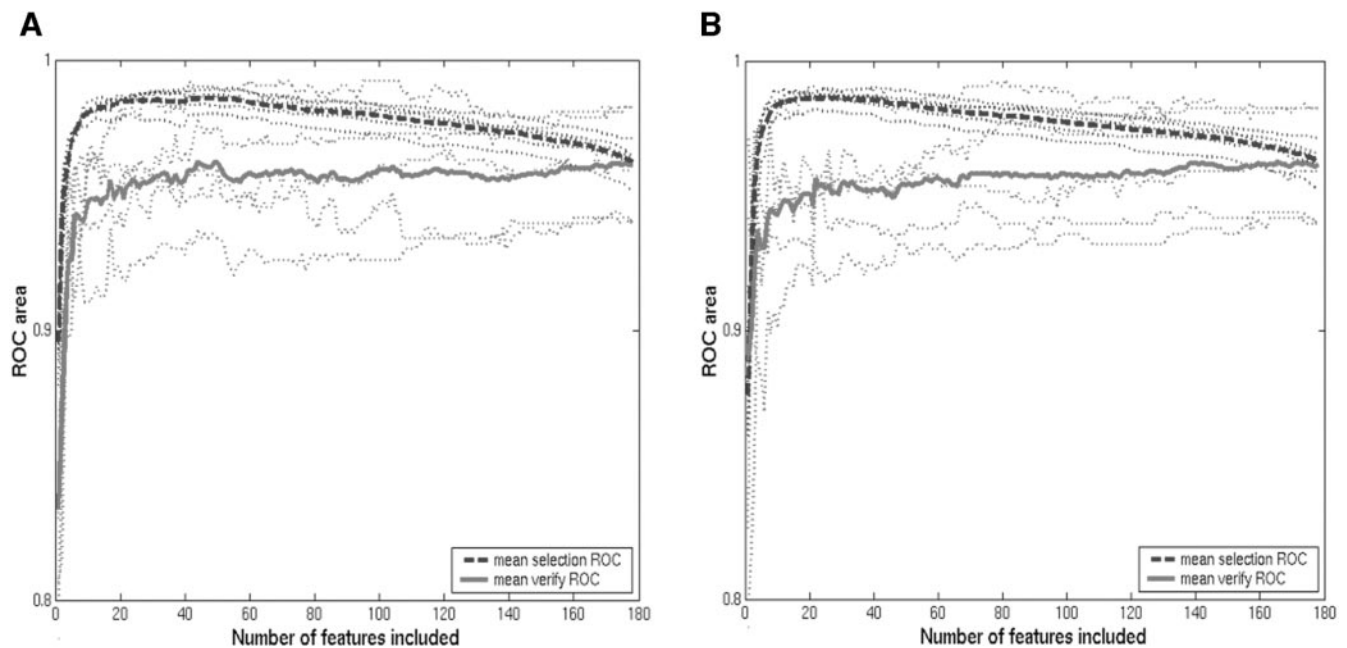 A
1
0.9
0.8
ROC area
0 20 40 60 80 100 120 140 160 180
Number of features included
mean selection ROC
mean verify ROC
B
1
0.9
0.8
ROC area
0 20 40 60 80 100 120 140 160 180
Number of features included
mean selection ROC
mean verify ROC